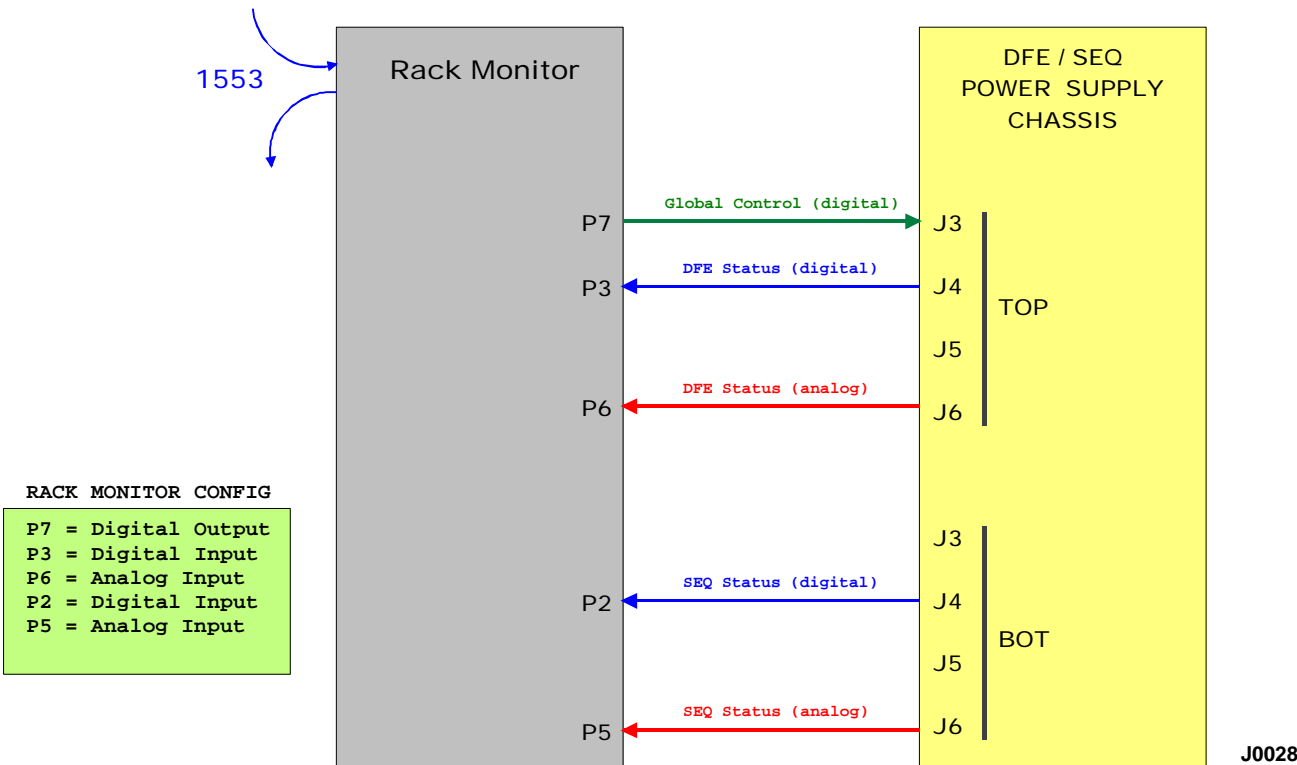 1553
Rack Monitor
DFE / SEQ
POWER SUPPLY
CHASSIS
Global Control (digital)
P7
J3
DFE Status (digital)
P3
J4
TOP
J5
DFE Status (analog)
P6
J6
RACK MONITOR CONFIG
P7 = Digital Output
P3 = Digital Input
P6 = Analog Input
P2 = Digital Input
P5 = Analog Input
J3
SEQ Status (digital)
P2
J4
BOT
J5
SEQ Status (analog)
P5
J6
J0028